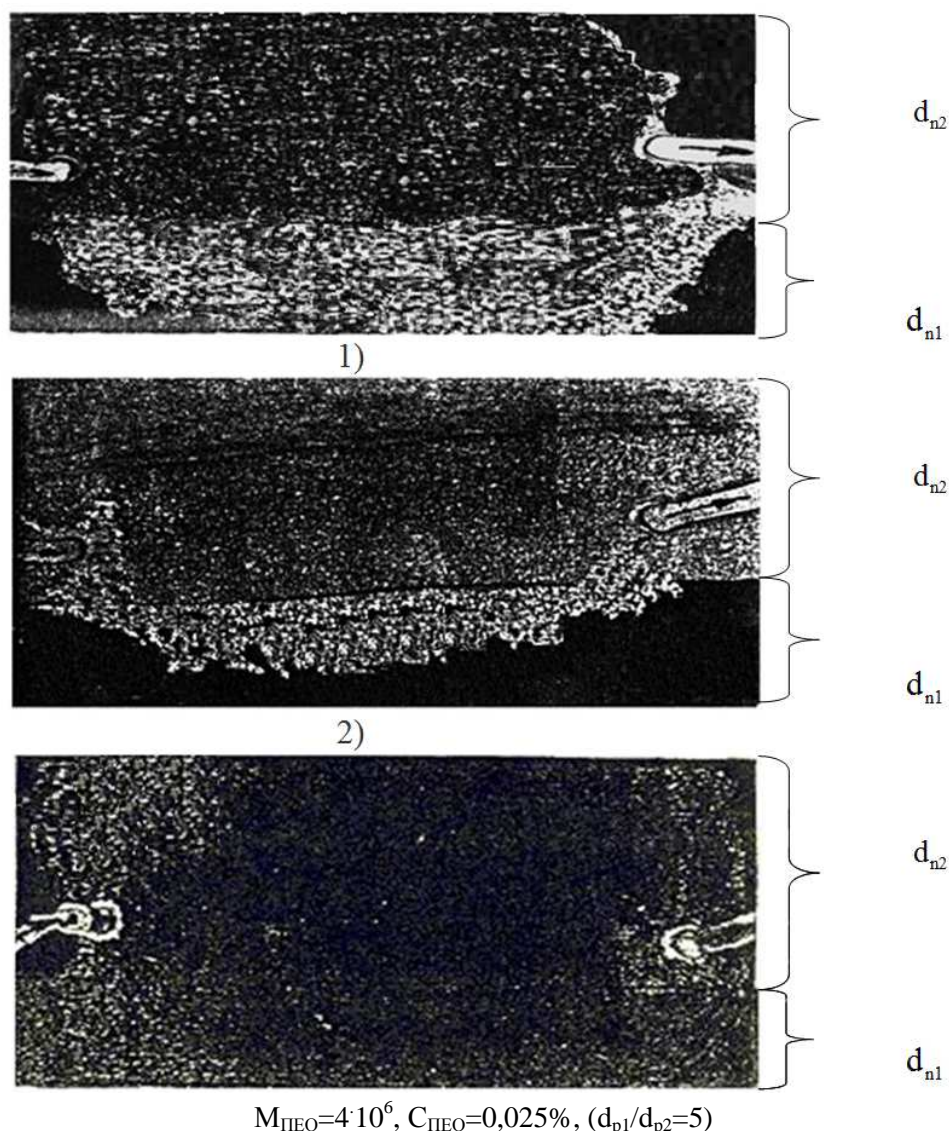 d_n2
d_n1
1)
d_n2
d_n1
2)
d_n2
d_n1
M_ПЕО=4·10^6, C_ПЕО=0,025%, (d_p1/d_p2=5)